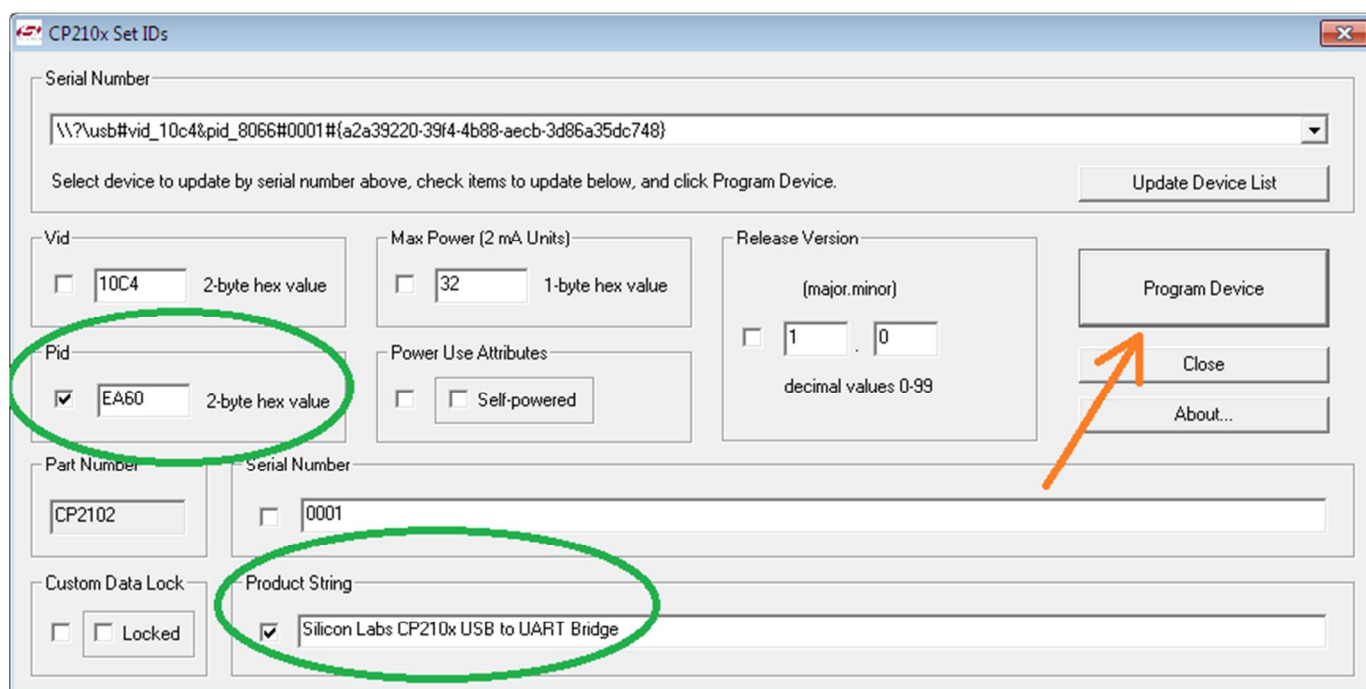 CP210x Set IDs
Serial Number
\\?\usb#vid_10c4&pid_8066#0001#{a2a39220-39f4-4b88-aecb-3d86a35dc748}
Select device to update by serial number above, check items to update below, and click Program Device.
Update Device List
Vid
10C4
2-byte hex value
Max Power (2 mA Units)
32
1-byte hex value
Release Version
(major.minor)
1 . 0
decimal values 0-99
Program Device
Pid
EA60
2-byte hex value
Power Use Attributes
Self-powered
Close
About...
Part Number
CP2102
Serial Number
0001
Custom Data Lock
Locked
Product String
Silicon Labs CP210x USB to UART Bridge